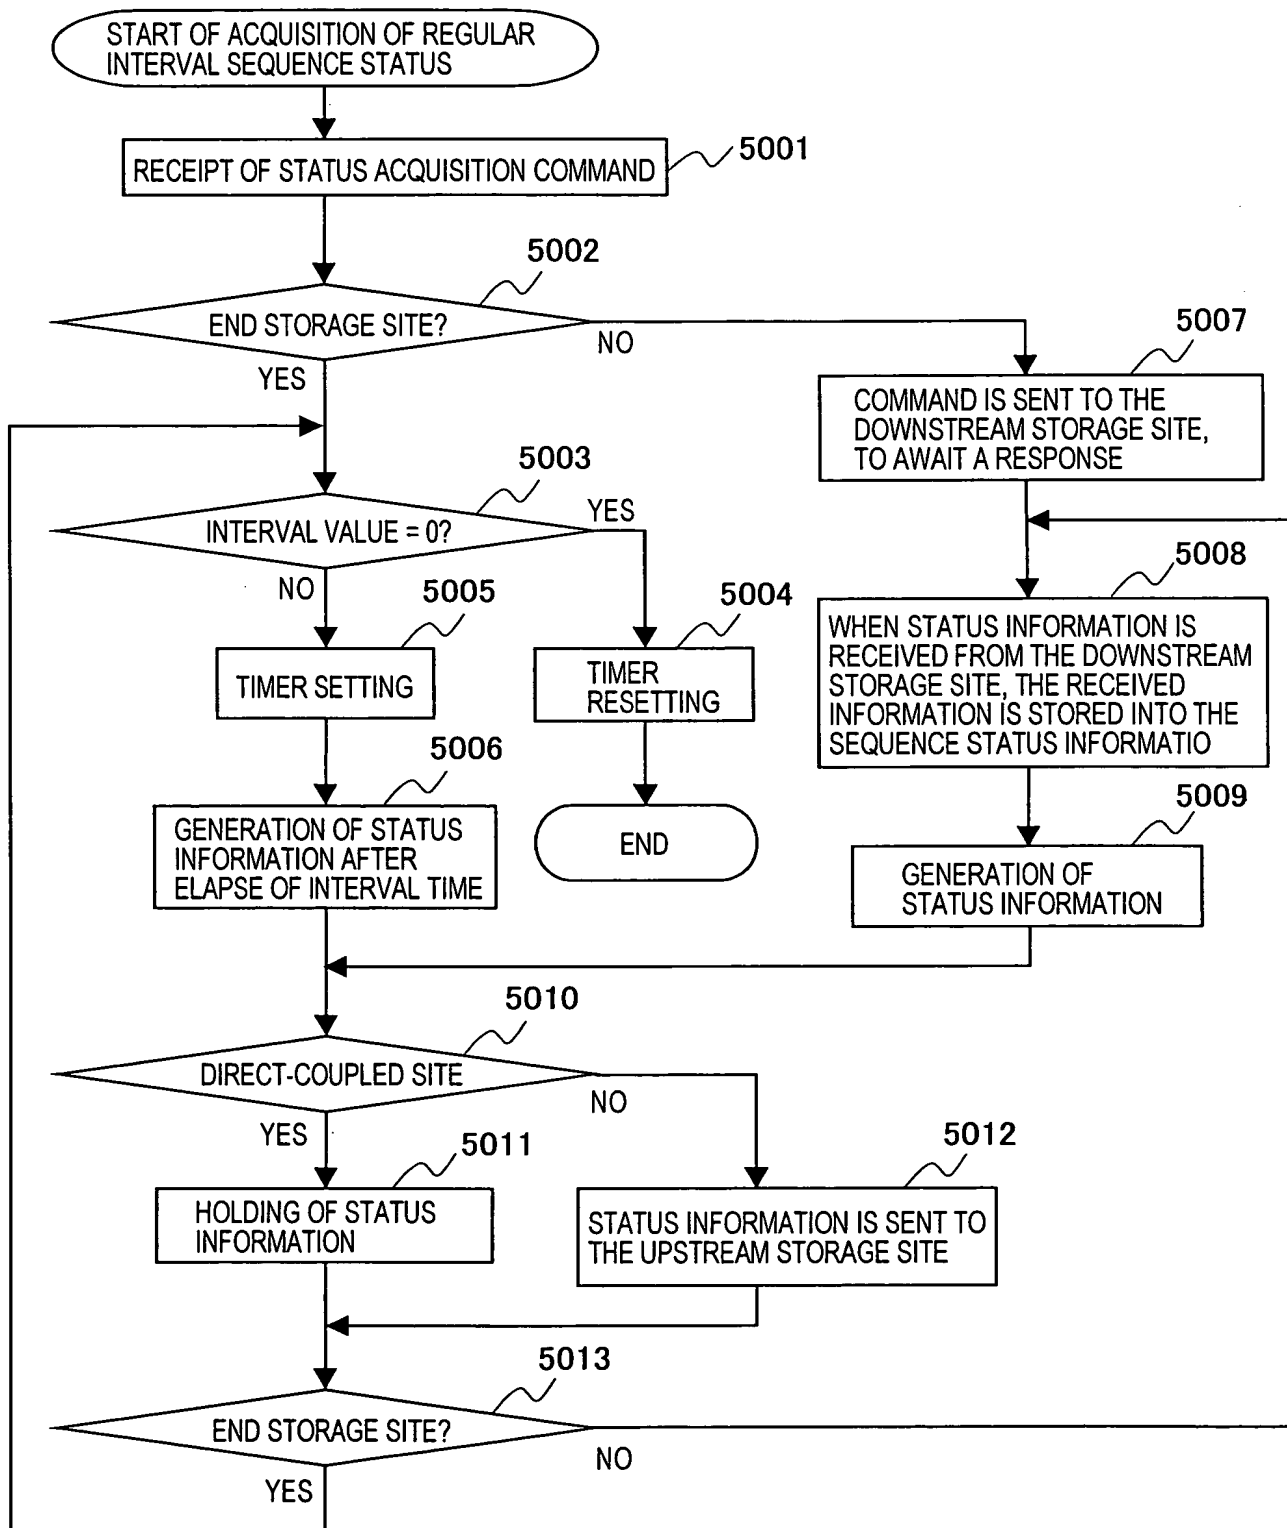 START OF ACQUISITION OF REGULAR
INTERVAL SEQUENCE STATUS
RECEIPT OF STATUS ACQUISITION COMMAND
5001
5002
END STORAGE SITE?
NO
YES
5007
COMMAND IS SENT TO THE
DOWNSTREAM STORAGE SITE,
TO AWAIT A RESPONSE
5003
INTERVAL VALUE = 0?
YES
NO
5005
TIMER SETTING
5004
TIMER
RESETTING
5008
WHEN STATUS INFORMATION IS
RECEIVED FROM THE DOWNSTREAM
STORAGE SITE, THE RECEIVED
INFORMATION IS STORED INTO THE
SEQUENCE STATUS INFORMATIO
5006
GENERATION OF STATUS
INFORMATION AFTER
ELAPSE OF INTERVAL TIME
END
5009
GENERATION OF
STATUS INFORMATION
5010
DIRECT-COUPLED SITE
NO
YES
5011
HOLDING OF STATUS
INFORMATION
5012
STATUS INFORMATION IS SENT TO
THE UPSTREAM STORAGE SITE
5013
END STORAGE SITE?
NO
YES